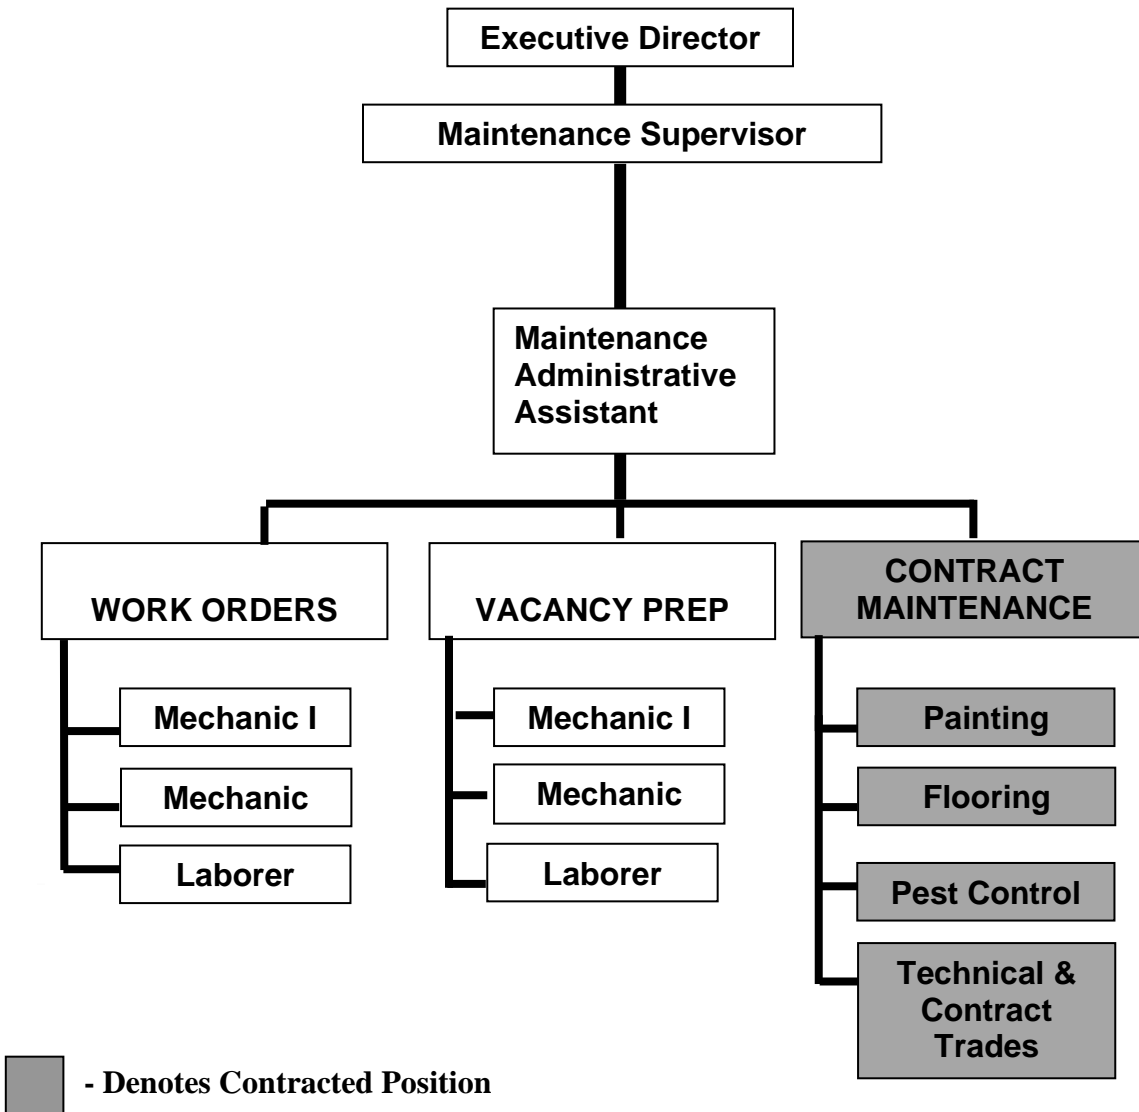 Executive Director
Maintenance Supervisor
Maintenance
Administrative
Assistant
WORK ORDERS
Mechanic I
Mechanic
Laborer
VACANCY PREP
Mechanic I
Mechanic
Laborer
CONTRACT
MAINTENANCE
Painting
Flooring
Pest Control
Technical &
Contract
Trades
- Denotes Contracted Position